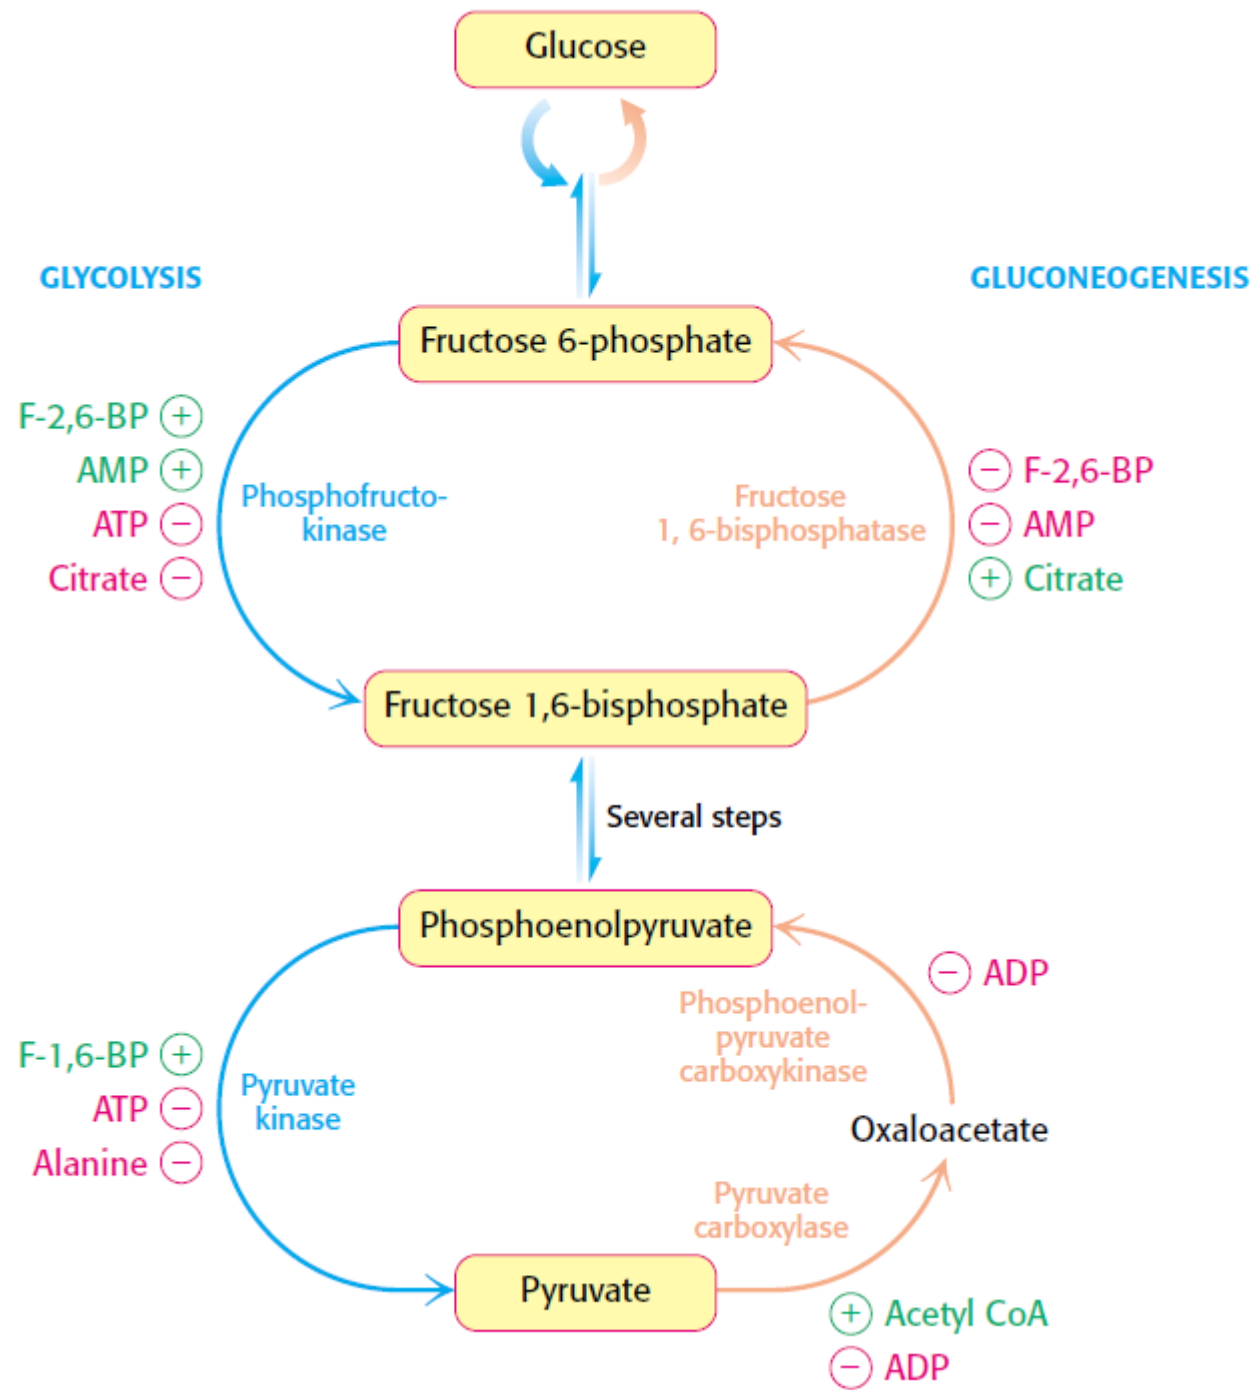 Glucose
GLYCOLYSIS
GLUCONEOGENESIS
Fructose 6-phosphate
F-2,6-BP +
AMP +
ATP −
Citrate −
Phosphofructo-
kinase
Fructose
1, 6-bisphosphatase
− F-2,6-BP
− AMP
+ Citrate
Fructose 1,6-bisphosphate
Several steps
Phosphoenolpyruvate
− ADP
Phosphoenol-
pyruvate
carboxykinase
F-1,6-BP +
ATP −
Alanine −
Pyruvate
kinase
Oxaloacetate
Pyruvate
carboxylase
Pyruvate
+ Acetyl CoA
− ADP